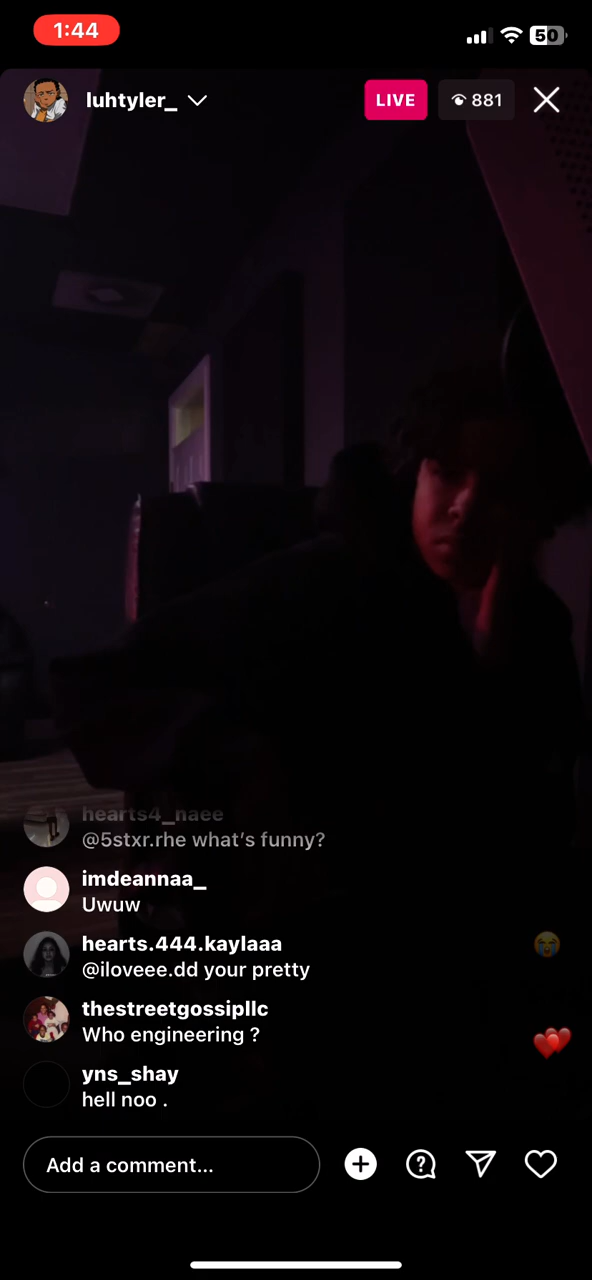 1:44
50
luhtyler_
LIVE
881
hearts4_naee
@5stxr.rhe what's funny?
imdeannaa_
Uwuw
hearts.444.kaylaaa
@iloveee.dd your pretty
thestreetgossipllc
Who engineering ?
yns_shay
hell noo .
Add a comment...